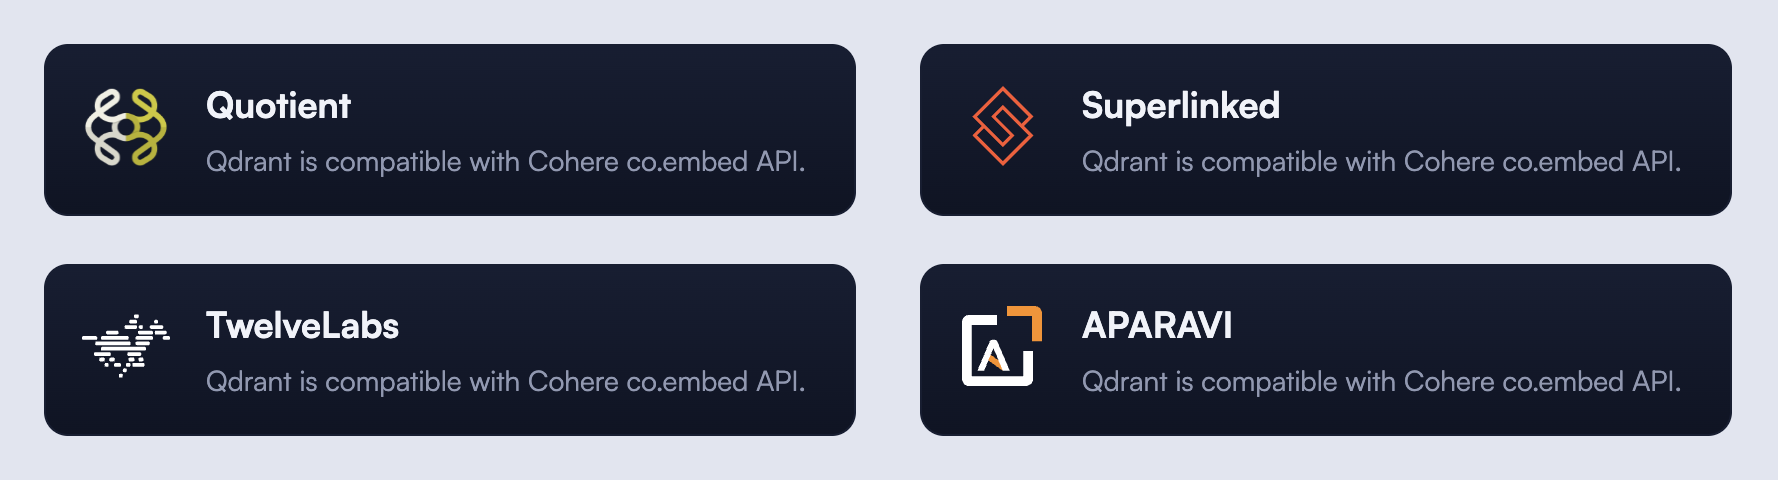 Quotient
Qdrant is compatible with Cohere co.embed API.
Superlinked
Qdrant is compatible with Cohere co.embed API.
TwelveLabs
Qdrant is compatible with Cohere co.embed API.
APARAVI
Qdrant is compatible with Cohere co.embed API.